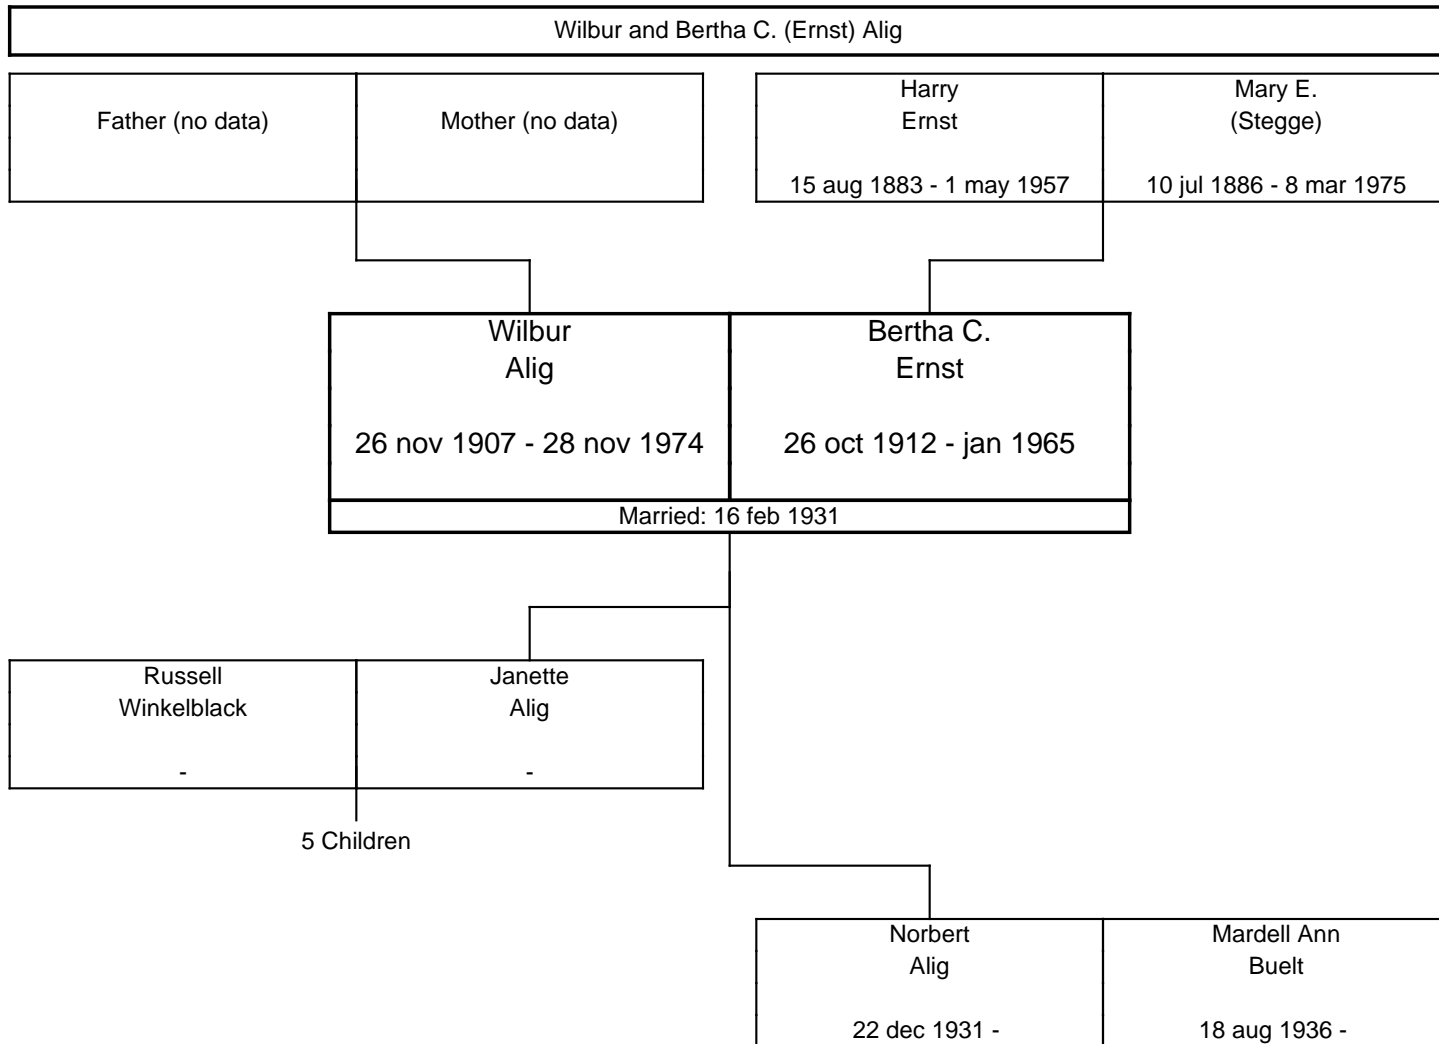 Wilbur and Bertha C. (Ernst) Alig
Father (no data)
Mother (no data)
Harry
Ernst
15 aug 1883 - 1 may 1957
Mary E.
(Stegge)
10 jul 1886 - 8 mar 1975
Wilbur
Alig
26 nov 1907 - 28 nov 1974
Bertha C.
Ernst
26 oct 1912 - jan 1965
Married: 16 feb 1931
Russell
Winkelblack
-
Janette
Alig
-
5 Children
Norbert
Alig
22 dec 1931 -
Mardell Ann
Buelt
18 aug 1936 -